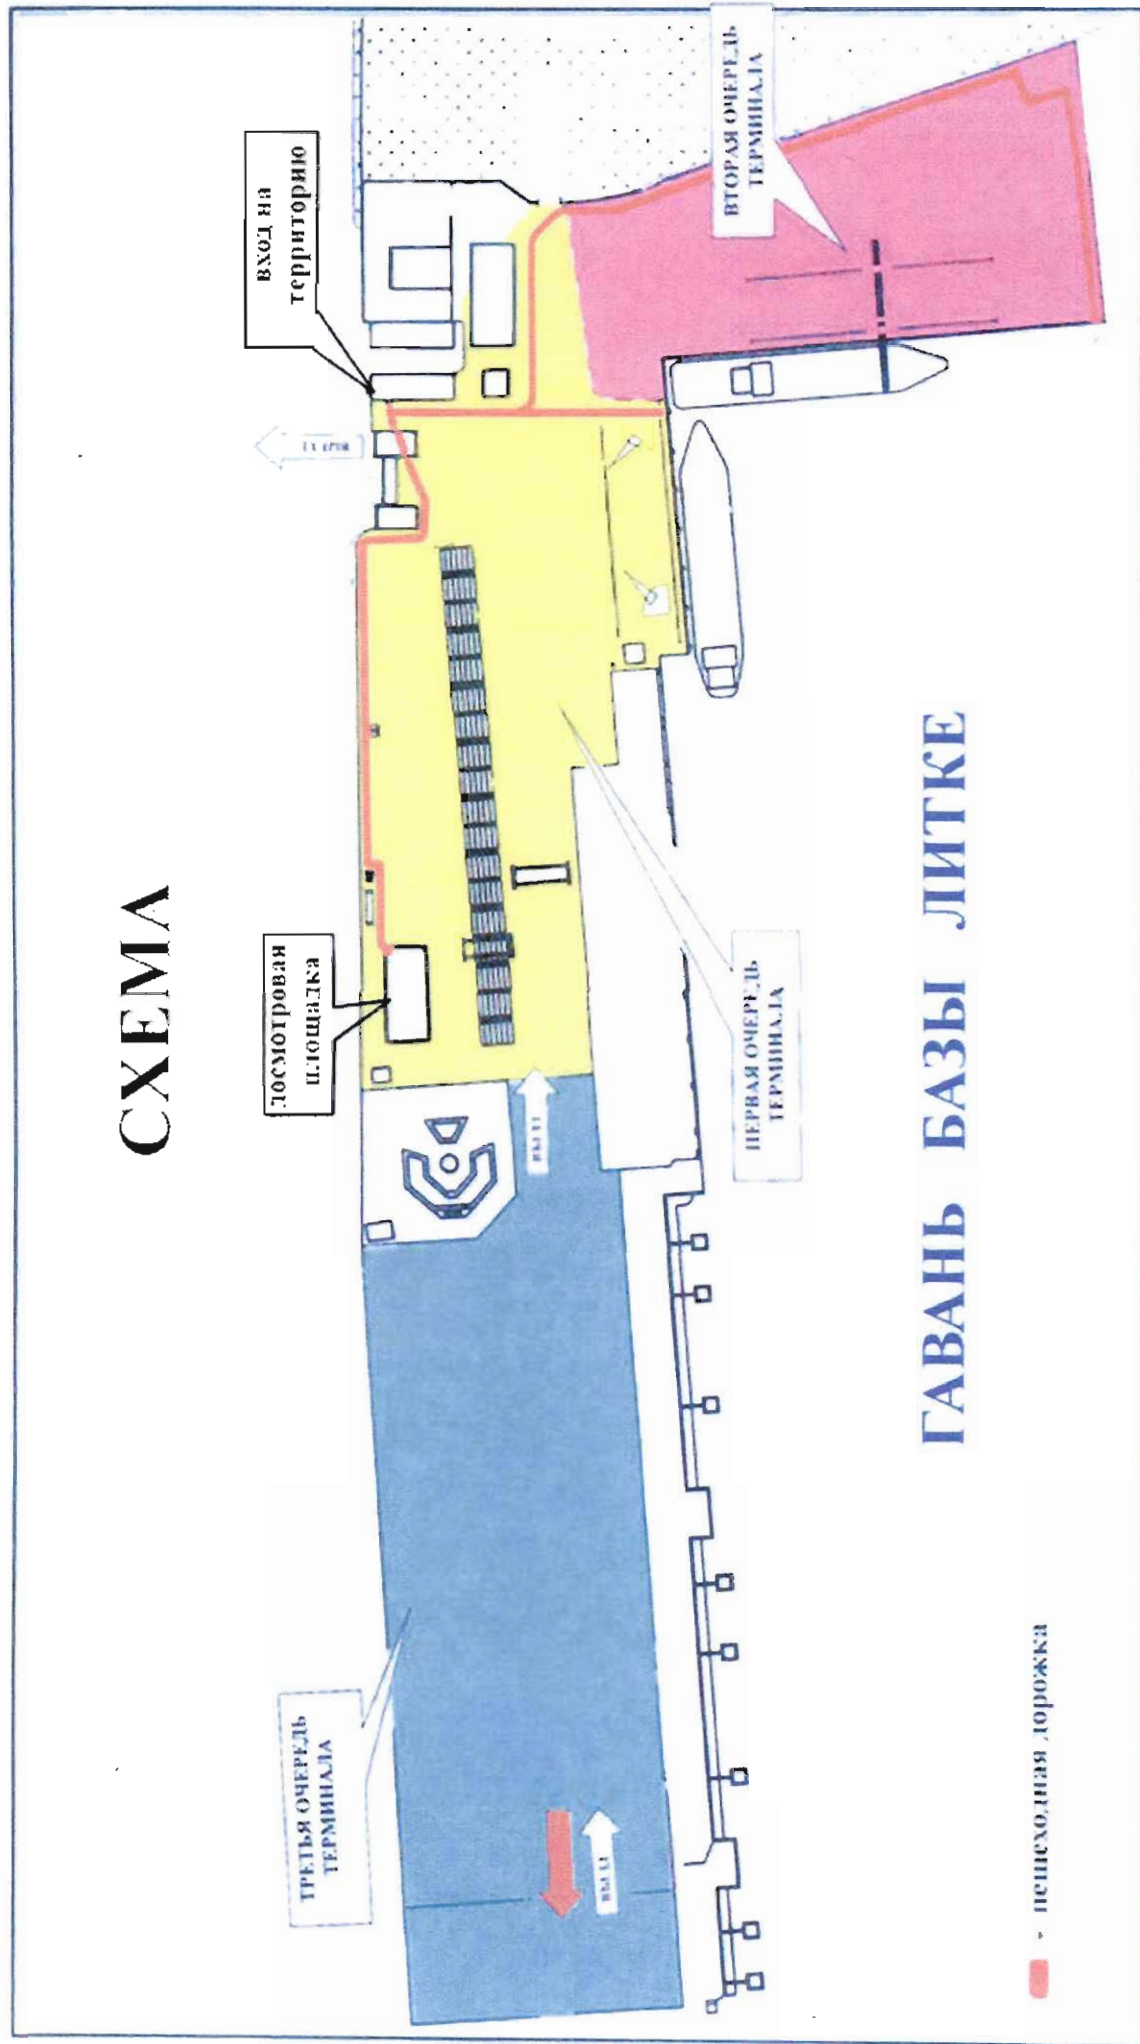 СХЕМА
вход на
территорию
досмотровая
площадка
ТРЕТЬЯ ОЧЕРЕДЬ
ТЕРМИНАЛА
ПЕРВАЯ ОЧЕРЕДЬ
ТЕРМИНАЛА
ВТОРАЯ ОЧЕРЕДЬ
ТЕРМИНАЛА
ГАВАНЬ БАЗЫ ЛИТКЕ
- пешеходная дорожка